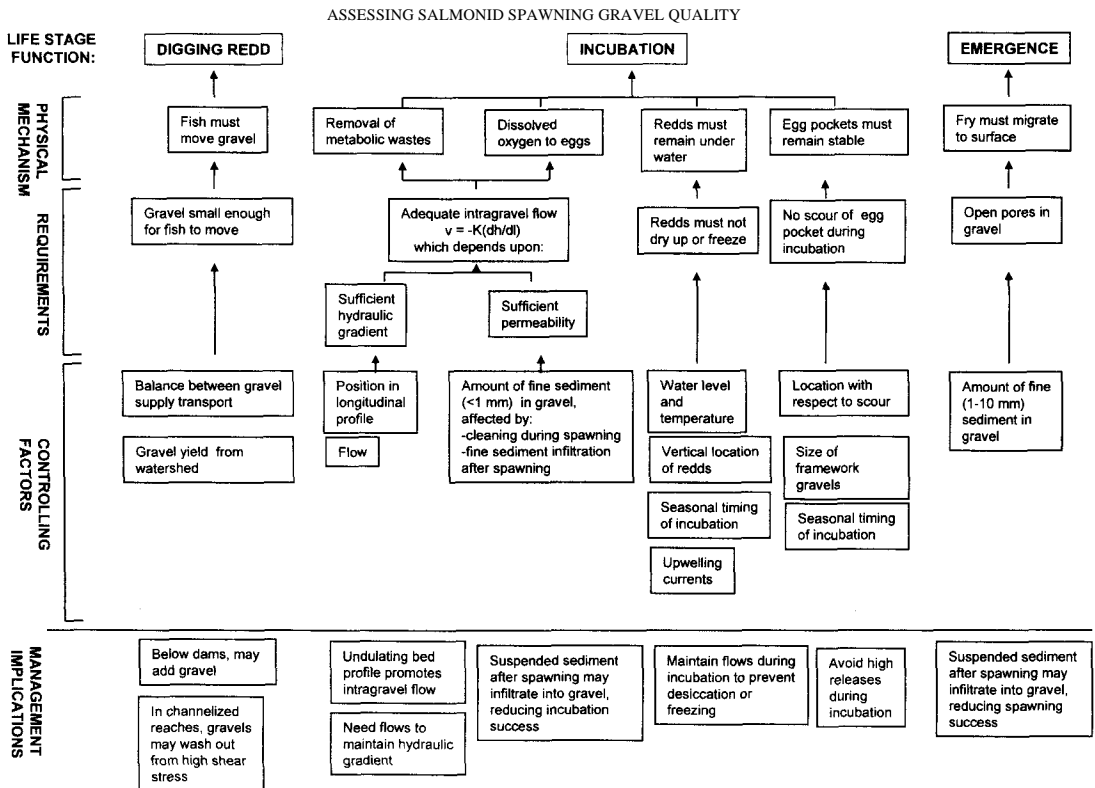 ASSESSING SALMONID SPAWNING GRAVEL QUALITY
LIFE STAGE
FUNCTION:
DIGGING REDD
INCUBATION
EMERGENCE
PHYSICAL
MECHANISM
Fish must
move gravel
Removal of
metabolic wastes
Dissolved
oxygen to eggs
Redds must
remain under
water
Egg pockets must
remain stable
Fry must migrate
to surface
REQUIREMENTS
Gravel small enough
for fish to move
Adequate intragravel flow
v = -K(dh/dl)
which depends upon:
Redds must not
dry up or freeze
No scour of egg
pocket during
incubation
Open pores in
gravel
Sufficient
hydraulic
gradient
Sufficient
permeability
CONTROLLING
FACTORS
Balance between gravel
supply transport
Gravel yield from
watershed
Position in
longitudinal
profile
Flow
Amount of fine sediment
(<1 mm) in gravel,
affected by:
-cleaning during spawning
-fine sediment infiltration
after spawning
Water level
and
temperature
Vertical location
of redds
Seasonal timing
of incubation
Upwelling
currents
Location with
respect to scour
Size of
framework
gravels
Seasonal timing
of incubation
Amount of fine
(1-10 mm)
sediment in
gravel
MANAGEMENT
IMPLICATIONS
Below dams, may
add gravel
In channelized
reaches, gravels
may wash out
from high shear
stress
Undulating bed
profile promotes
intragravel flow
Need flows to
maintain hydraulic
gradient
Suspended sediment
after spawning may
infiltrate into gravel,
reducing incubation
success
Maintain flows during
incubation to prevent
desiccation or
freezing
Avoid high
releases
during
incubation
Suspended sediment
after spawning may
infiltrate into gravel,
reducing spawning
success